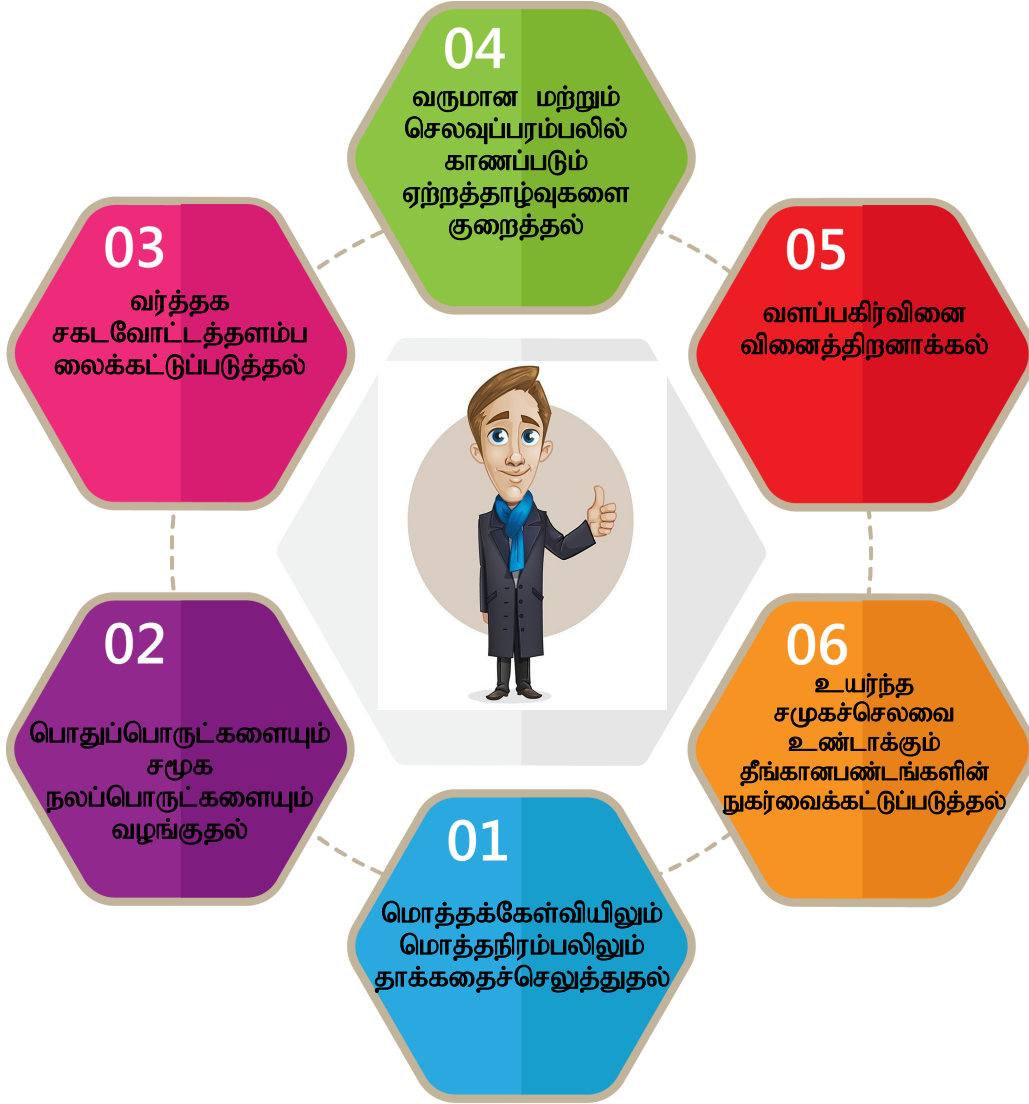 04
வருமான மற்றும்
செலவுப்பரம்பலில்
காணப்படும்
ஏற்றத்தாழ்வுகளை
குறைத்தல்
03
வர்த்தக
சகடவோட்டத்தளம்ப
லைக்கட்டுப்படுத்தல்
05
வளப்பகிர்வினை
வினைத்திறனாக்கல்
02
பொதுப்பொருட்களையும்
சமூக
நலப்பொருட்களையும்
வழங்குதல்
06
உயர்ந்த
சமுகச்செலவை
உண்டாக்கும்
தீங்கானபண்டங்களின்
நுகர்வைக்கட்டுப்படுத்தல்
01
மொத்தக்கேள்வியிலும்
மொத்தநிரம்பலிலும்
தாக்கதைச்செலுத்துதல்